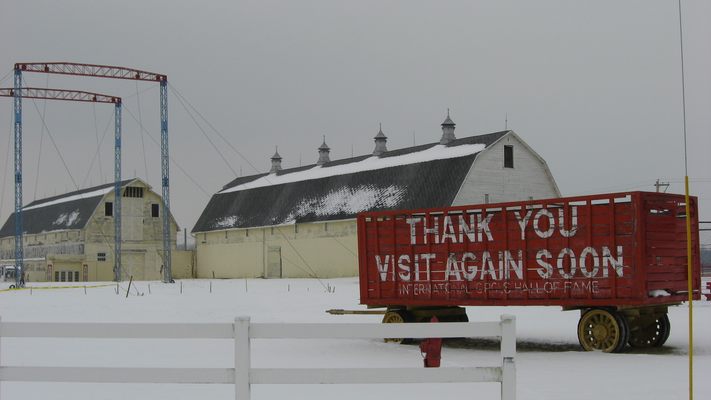 THANK YOU
VISIT AGAIN SOON
INTERNATIONAL CIRCUS HALL OF FAME